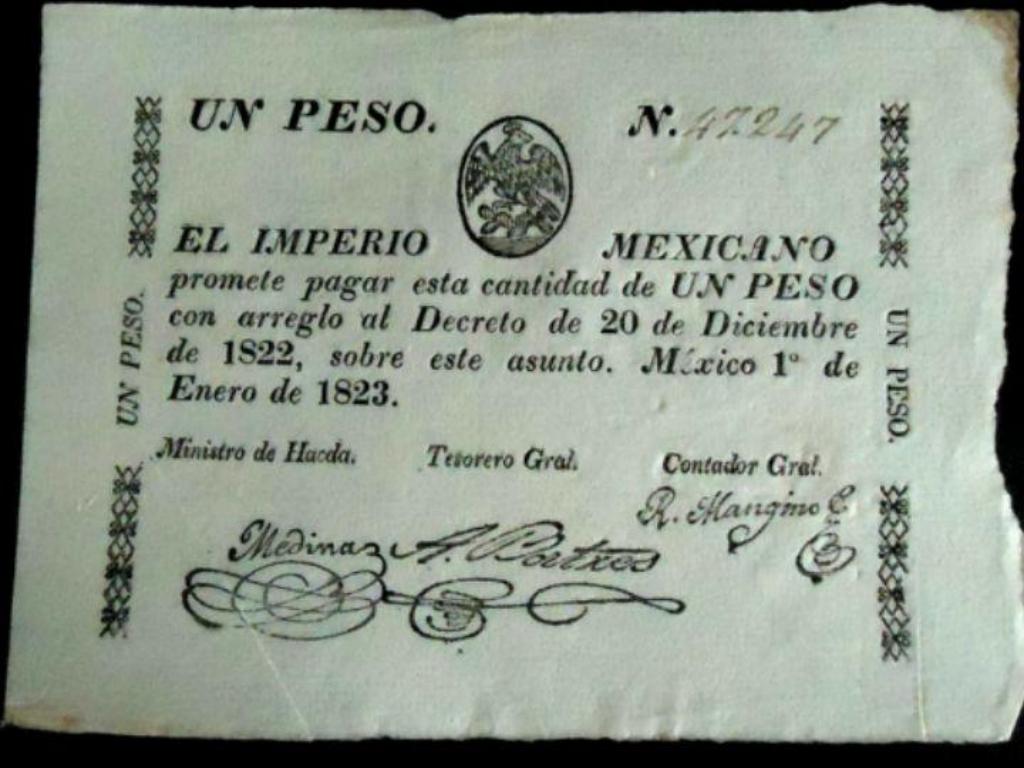 UN PESO. N. 47247
EL IMPERIO MEXICANO
promete pagar esta cantidad de UN PESO
con arreglo al Decreto de 20 de Diciembre
de 1822, sobre este asunto. México 1º de
Enero de 1823.
Ministro de Hacda. Tesorero Gral. Contador Gral.
R. Mangino
Medina A. Batres
UN PESO.
UN PESO.